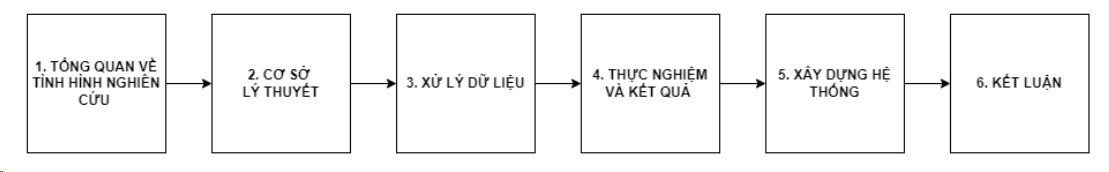 1. TỔNG QUAN VỀ
TÌNH HÌNH NGHIÊN
CỨU
2. CƠ SỞ
LÝ THUYẾT
3. XỬ LÝ DỮ LIỆU
4. THỰC NGHIỆM
VÀ KẾT QUẢ
5. XÂY DỰNG HỆ
THỐNG
6. KẾT LUẬN